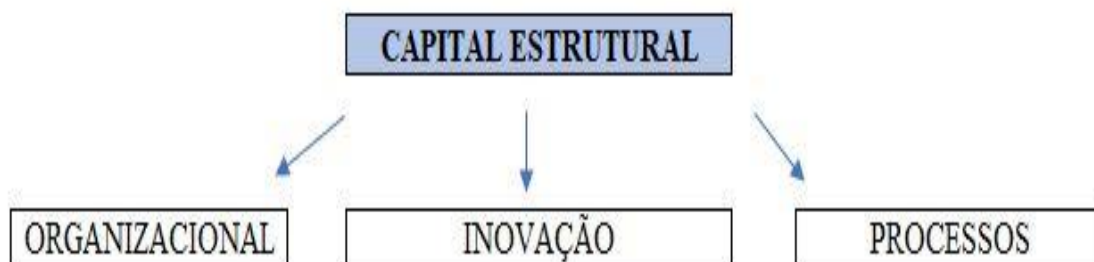 CAPITAL ESTRUTURAL
ORGANIZACIONAL
INOVAÇÃO
PROCESSOS